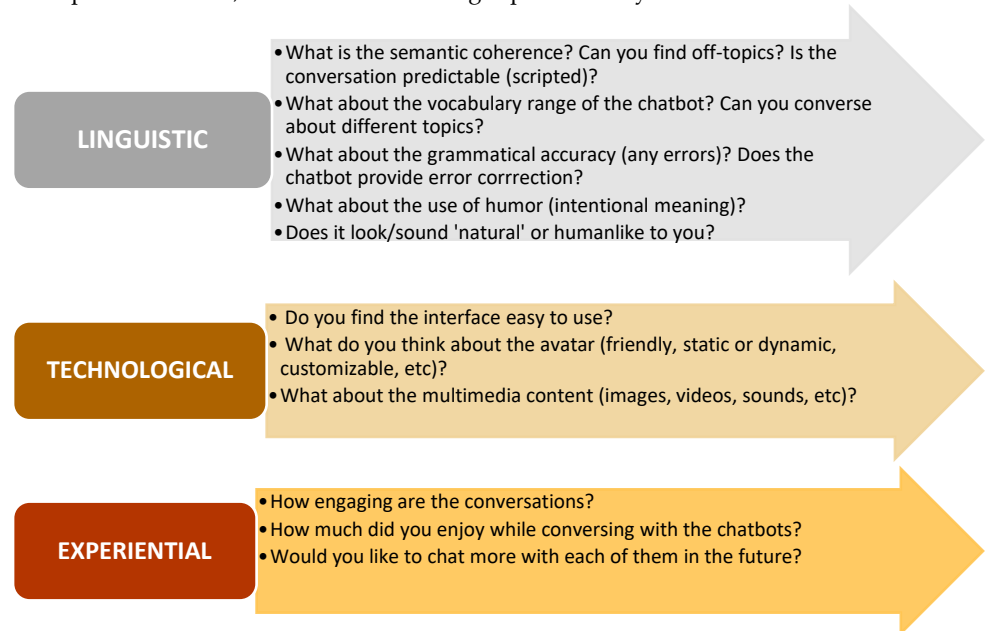 LINGUISTIC
•What is the semantic coherence? Can you find off-topics? Is the
conversation predictable (scripted)?
•What about the vocabulary range of the chatbot? Can you converse
about different topics?
•What about the grammatical accuracy (any errors)? Does the
chatbot provide error corrrection?
•What about the use of humor (intentional meaning)?
•Does it look/sound 'natural' or humanlike to you?
TECHNOLOGICAL
• Do you find the interface easy to use?
• What do you think about the avatar (friendly, static or dynamic,
customizable, etc)?
•What about the multimedia content (images, videos, sounds, etc)?
EXPERIENTIAL
•How engaging are the conversations?
•How much did you enjoy while conversing with the chatbots?
•Would you like to chat more with each of them in the future?